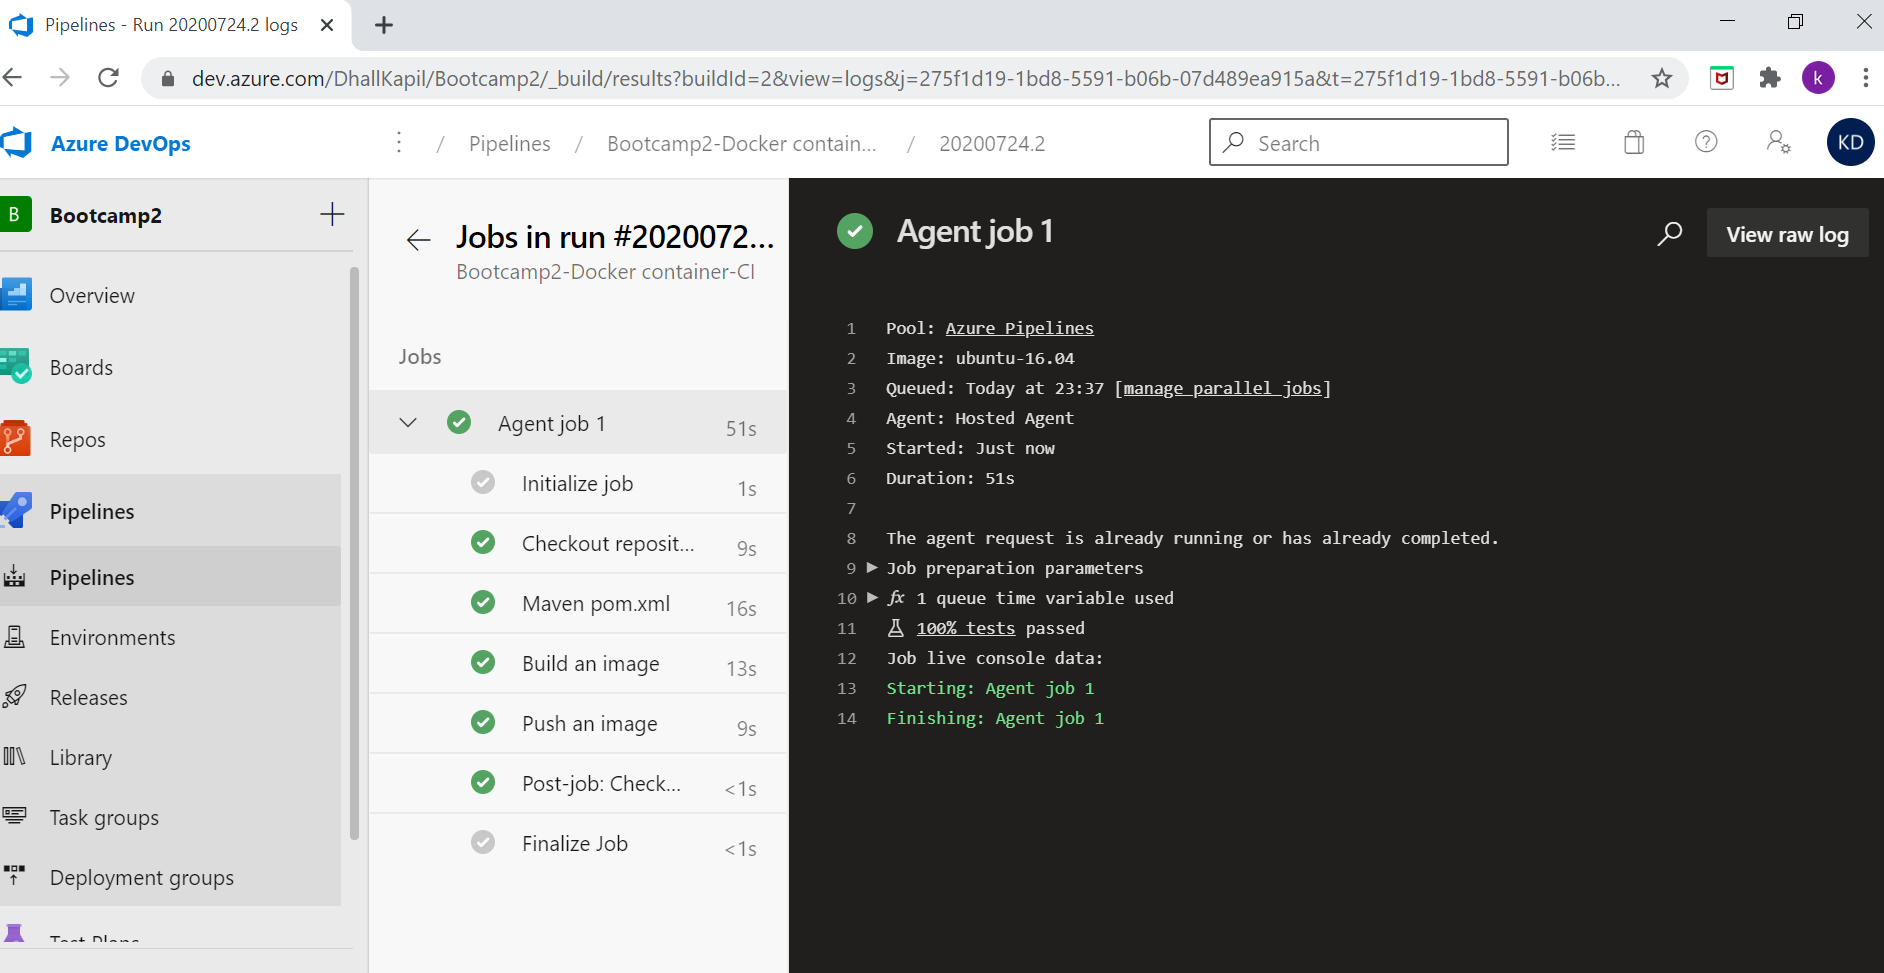 Pipelines - Run 20200724.2 logs
dev.azure.com/DhallKapil/Bootcamp2/_build/results?buildId=2&view=logs&j=275f1d19-1bd8-5591-b06b-07d489ea915a&t=275f1d19-1bd8-5591-b06b...
k
Azure DevOps
/ Pipelines / Bootcamp2-Docker contain... / 20200724.2
Search
KD
B Bootcamp2
Overview
Boards
Repos
Pipelines
Pipelines
Environments
Releases
Library
Task groups
Deployment groups
Test Plans
Jobs in run #2020072...
Bootcamp2-Docker container-CI
Jobs
Agent job 1 51s
Initialize job 1s
Checkout reposit... 9s
Maven pom.xml 16s
Build an image 13s
Push an image 9s
Post-job: Check... <1s
Finalize Job <1s
Agent job 1
View raw log
1 Pool: Azure Pipelines
2 Image: ubuntu-16.04
3 Queued: Today at 23:37 [manage parallel jobs]
4 Agent: Hosted Agent
5 Started: Just now
6 Duration: 51s
7
8 The agent request is already running or has already completed.
9 Job preparation parameters
10 fx 1 queue time variable used
11 100% tests passed
12 Job live console data:
13 Starting: Agent job 1
14 Finishing: Agent job 1